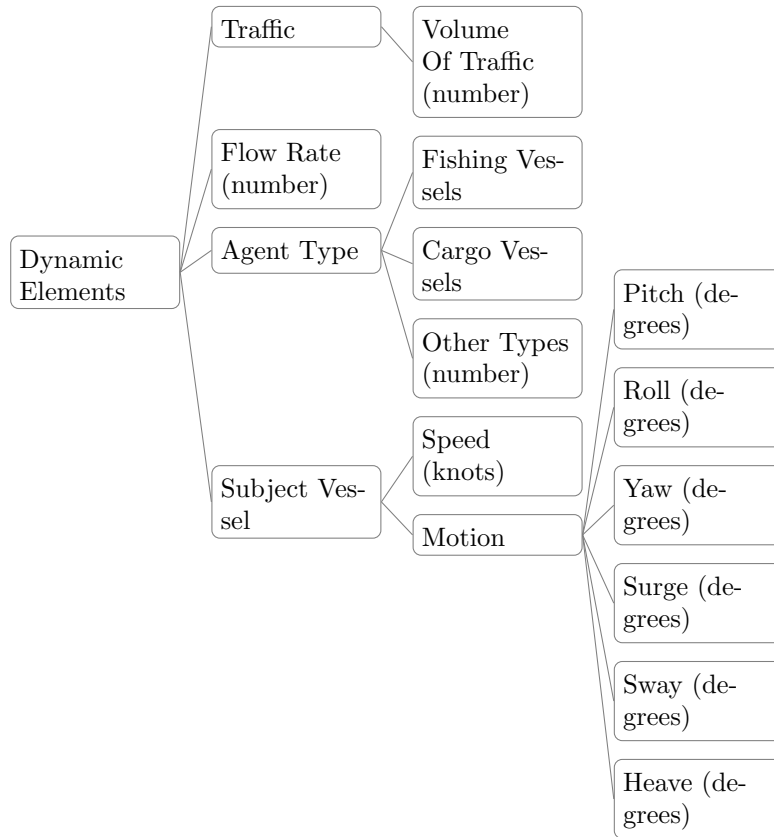 Dynamic
Elements
Traffic
Volume
Of Traffic
(number)
Flow Rate
(number)
Agent Type
Fishing Ves-
sels
Cargo Ves-
sels
Other Types
(number)
Subject Ves-
sel
Speed
(knots)
Motion
Pitch (de-
grees)
Roll (de-
grees)
Yaw (de-
grees)
Surge (de-
grees)
Sway (de-
grees)
Heave (de-
grees)